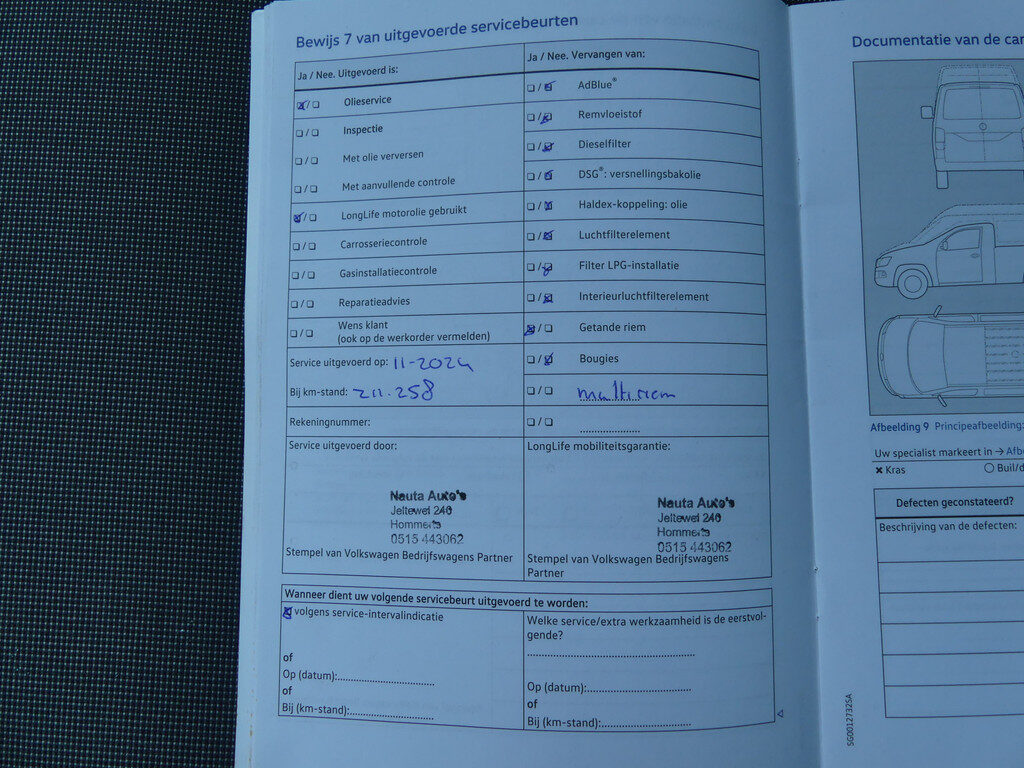 Bewijs 7 van uitgevoerde servicebeurten
Ja / Nee. Uitgevoerd is:
Olieservice
Inspectie
Met olie verversen
Met aanvullende controle
LongLife motorolie gebruikt
Carrosseriecontrole
Gasinstallatiecontrole
Reparatieadvies
Wens klant
(ook op de werkorder vermelden)
Service uitgevoerd op: 11-2024
Bij km-stand: 211.258
Rekeningnummer:
Ja / Nee. Vervangen van:
AdBlue®
Remvloeistof
Dieselfilter
DSG®: versnellingsbakolie
Haldex-koppeling: olie
Luchtfilterelement
Filter LPG-installatie
Interieurluchtfilterelement
Getande riem
Bougies
multiriem
Service uitgevoerd door:
Nauta Auto's
Jeltewei 240
Hommerts
0515 443062
Stempel van Volkswagen Bedrijfswagens Partner
LongLife mobiliteitsgarantie:
Nauta Auto's
Jeltewei 240
Hommerts
0515 443062
Stempel van Volkswagen Bedrijfswagens
Partner
Wanneer dient uw volgende servicebeurt uitgevoerd te worden:
volgens service-intervalindicatie
of
Op (datum):
of
Bij (km-stand):
Welke service/extra werkzaamheid is de eerstvol-
gende?
Op (datum):
of
Bij (km-stand):
SG0012732SA
Documentatie van de car
Afbeelding 9 Principeafbeelding:
Uw specialist markeert in → Afb
× Kras
Buil/d
Defecten geconstateerd?
Beschrijving van de defecten: